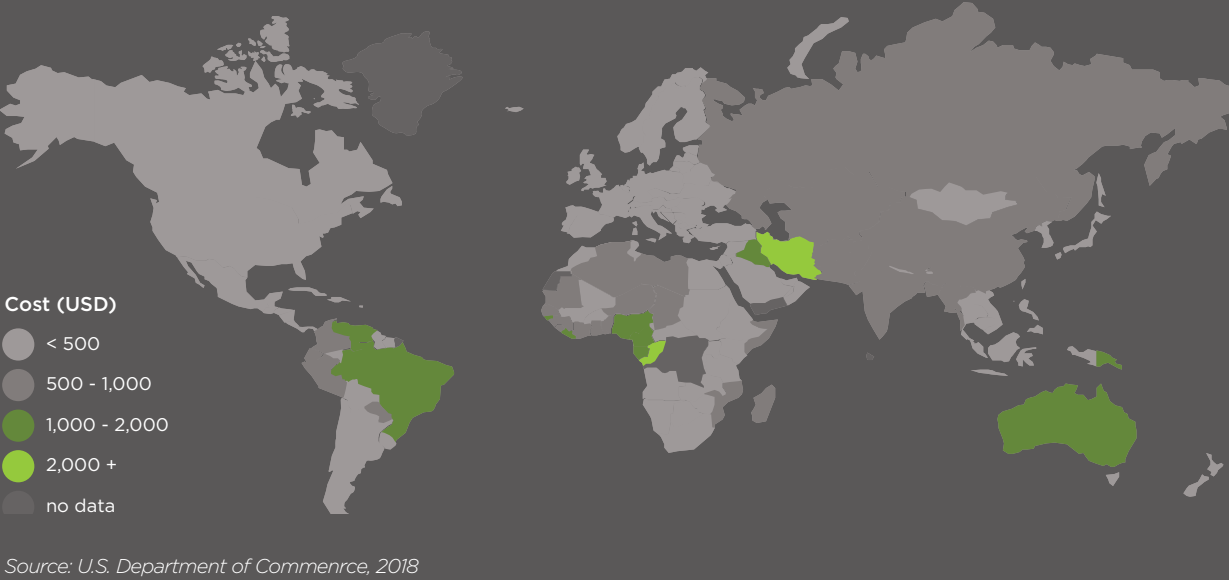 Cost (USD)
< 500
500 - 1,000
1,000 - 2,000
2,000 +
no data
Source: U.S. Department of Commenrce, 2018